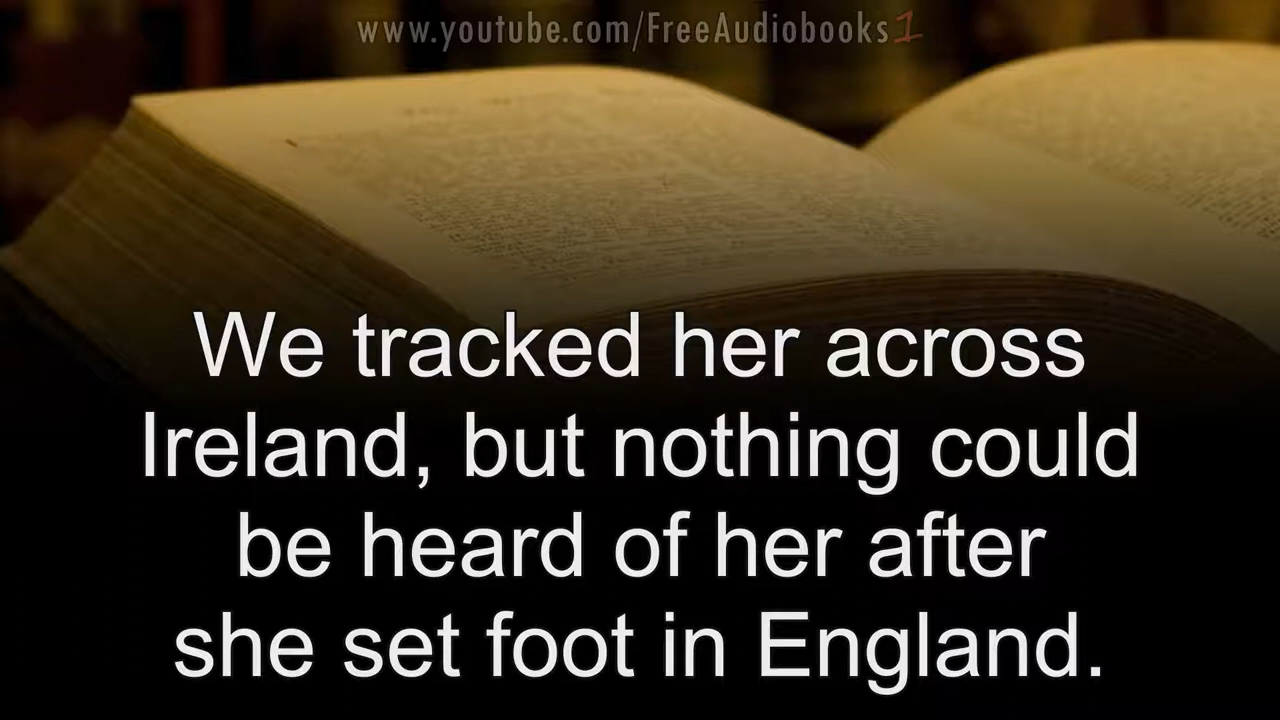 www.youtube.com/FreeAudiobooks1
We tracked her across
Ireland, but nothing could
be heard of her after
she set foot in England.